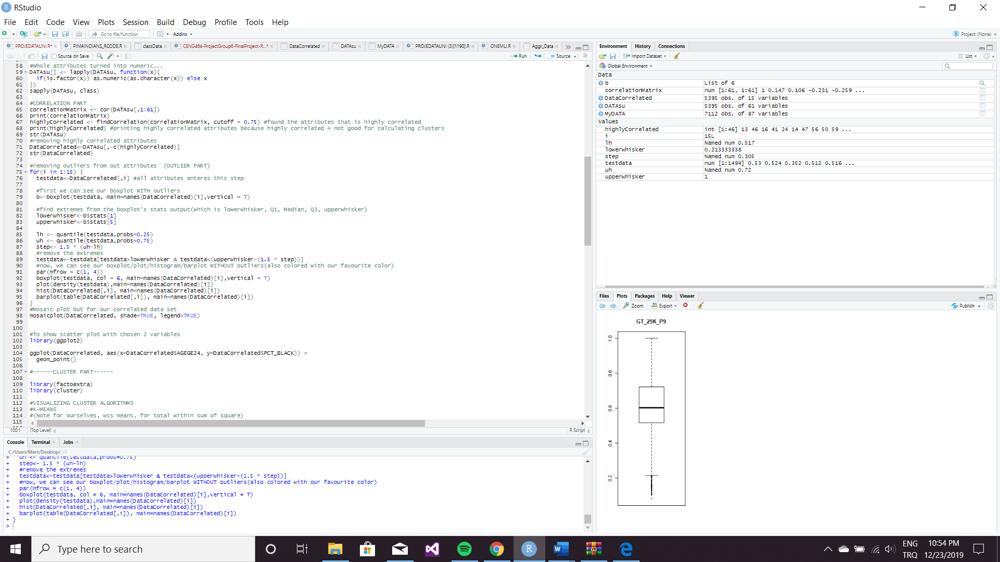 RStudio
File Edit Code View Plots Session Build Debug Profile Tools Help
Go to file/function Addins Project: (None)
PROJEDATAUNI.R* PIMAINDIANS_RCODE.R classData CENG464-ProjectGroup6-FinalProject-R...* DataCorrelated DATAsu MyDATA PROJEDATAUNI (3)[1190].R ONEMLI.R Aggr_Data
Source on Save Run Source
58 #Whole attributes turned into numeric...
59 DATAsu[] <- lapply(DATAsu, function(x){
60 if(is.factor(x)) as.numeric(as.character(x)) else x
61 })
62 sapply(DATAsu, class)
63
64 #CORRELATION PART
65 correlationMatrix <- cor(DATAsu[,1:61])
66 print(correlationMatrix)
67 highlyCorrelated <- findCorrelation(correlationMatrix, cutoff = 0.75) #found the attributes that is highly correlated
68 print(highlyCorrelated) #printing highly correlated attributes because highly correlated = not good for calculating clusters
69 str(DATAsu)
70 #removing highly correlated attributes
71 DataCorrelated<-DATAsu[,-c(highlyCorrelated)]
72 str(DataCorrelated)
73
74 #removing outliers from out attributes (OUTLIER PART)
75 for(i in 1:15) {
76 testdata<-DataCorrelated[,i] #all attributes enteres this step
77
78 #first we can see our boxplot WITH outliers
79 b<-boxplot(testdata, main=names(DataCorrelated)[i],vertical = T)
80
81 #find extremes from the boxplot's stats output(which is lowerwhisker, Q1, Median, Q3, upperwhisker)
82 lowerwhisker<-b$stats[1]
83 upperwhisker<-b$stats[5]
84
85 lh <- quantile(testdata,probs=0.25)
86 uh <- quantile(testdata,probs=0.75)
87 step<- 1.5 * (uh-lh)
88 #remove the extremes
89 testdata<-testdata[testdata>lowerwhisker & testdata<(upperwhisker-(1.5 * step))]
90 #now, we can see our boxplot/plot/histogram/barplot WITHOUT outliers(also colored with our favourite color)
91 par(mfrow = c(1, 4))
92 boxplot(testdata, col = 6, main=names(DataCorrelated)[i],vertical = T)
93 plot(density(testdata),main=names(DataCorrelated)[i])
94 hist(DataCorrelated[,i], main=names(DataCorrelated)[i])
95 barplot(table(DataCorrelated[,i]), main=names(DataCorrelated)[i])
96 }
97 #Mosaic plot but for our correlated data set
98 mosaicplot(DataCorrelated, shade=TRUE, legend=TRUE)
99
100
101 #To show scatter plot with chosen 2 variables
102 library(ggplot2)
103
104 ggplot(DataCorrelated, aes(x=DataCorrelated$AGEGE24, y=DataCorrelated$PCT_BLACK)) +
105 geom_point()
106
107 #------CLUSTER PART------
108
109 library(factoextra)
110 library(cluster)
111
112 #VISUALIZING CLUSTER ALGORITHMS
113 #K-MEANS
114 #(Note for ourselves, wss means, for total within sum of square)
115
100:1 (Top Level) R Script
Console Terminal Jobs
C:/Users/Mert/Desktop/
+ uh <- quantile(testdata,probs=0.75)
+ step<- 1.5 * (uh-lh)
+ #remove the extremes
+ testdata<-testdata[testdata>lowerwhisker & testdata<(upperwhisker-(1.5 * step))]
+ #now, we can see our boxplot/plot/histogram/barplot WITHOUT outliers(also colored with our favourite color)
+ par(mfrow = c(1, 4))
+ boxplot(testdata, col = 6, main=names(DataCorrelated)[i],vertical = T)
+ plot(density(testdata),main=names(DataCorrelated)[i])
+ hist(DataCorrelated[,i], main=names(DataCorrelated)[i])
+ barplot(table(DataCorrelated[,i]), main=names(DataCorrelated)[i])
+ }
>
Environment History Connections
Import Dataset List
Global Environment
Data
b List of 6
correlationMatrix num [1:61, 1:61] 1 0.147 0.106 -0.231 -0.259 ...
DataCorrelated 5395 obs. of 15 variables
DATAsu 5395 obs. of 61 variables
MyDATA 7112 obs. of 87 variables
Values
highlyCorrelated int [1:46] 13 46 16 41 24 14 47 56 50 59 ...
i 15L
lh Named num 0.517
lowerwhisker 0.213333338
step Named num 0.305
testdata num [1:1494] 0.53 0.524 0.352 0.512 0.516 ...
uh Named num 0.72
upperwhisker 1
Files Plots Packages Help Viewer
Zoom Export Publish
GT_25K_P9
1.0
0.8
0.6
0.4
0.2
Type here to search
ENG 10:54 PM
TRQ 12/23/2019